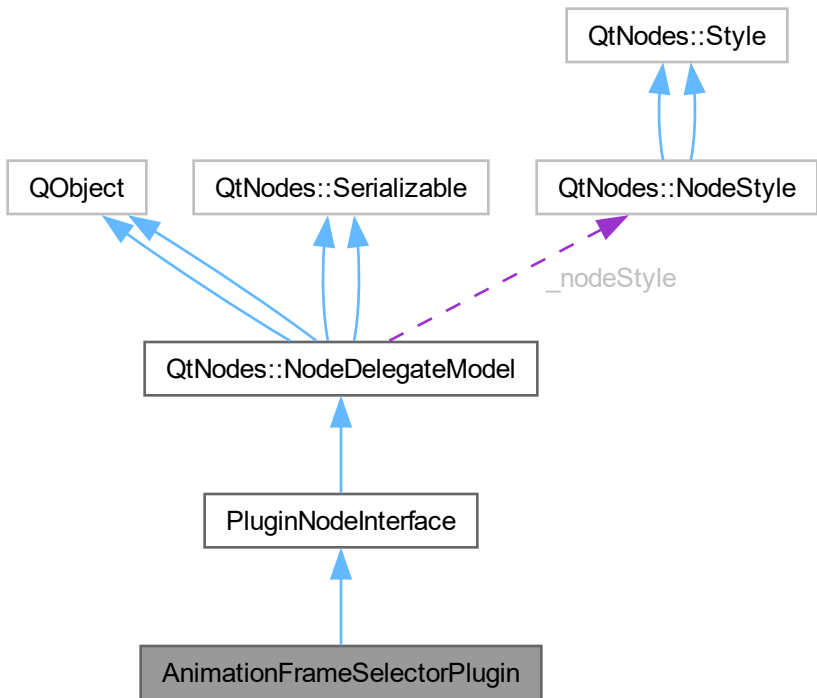 QtNodes::Style
QObject
QtNodes::Serializable
QtNodes::NodeStyle
_nodeStyle
QtNodes::NodeDelegateModel
PluginNodeInterface
AnimationFrameSelectorPlugin